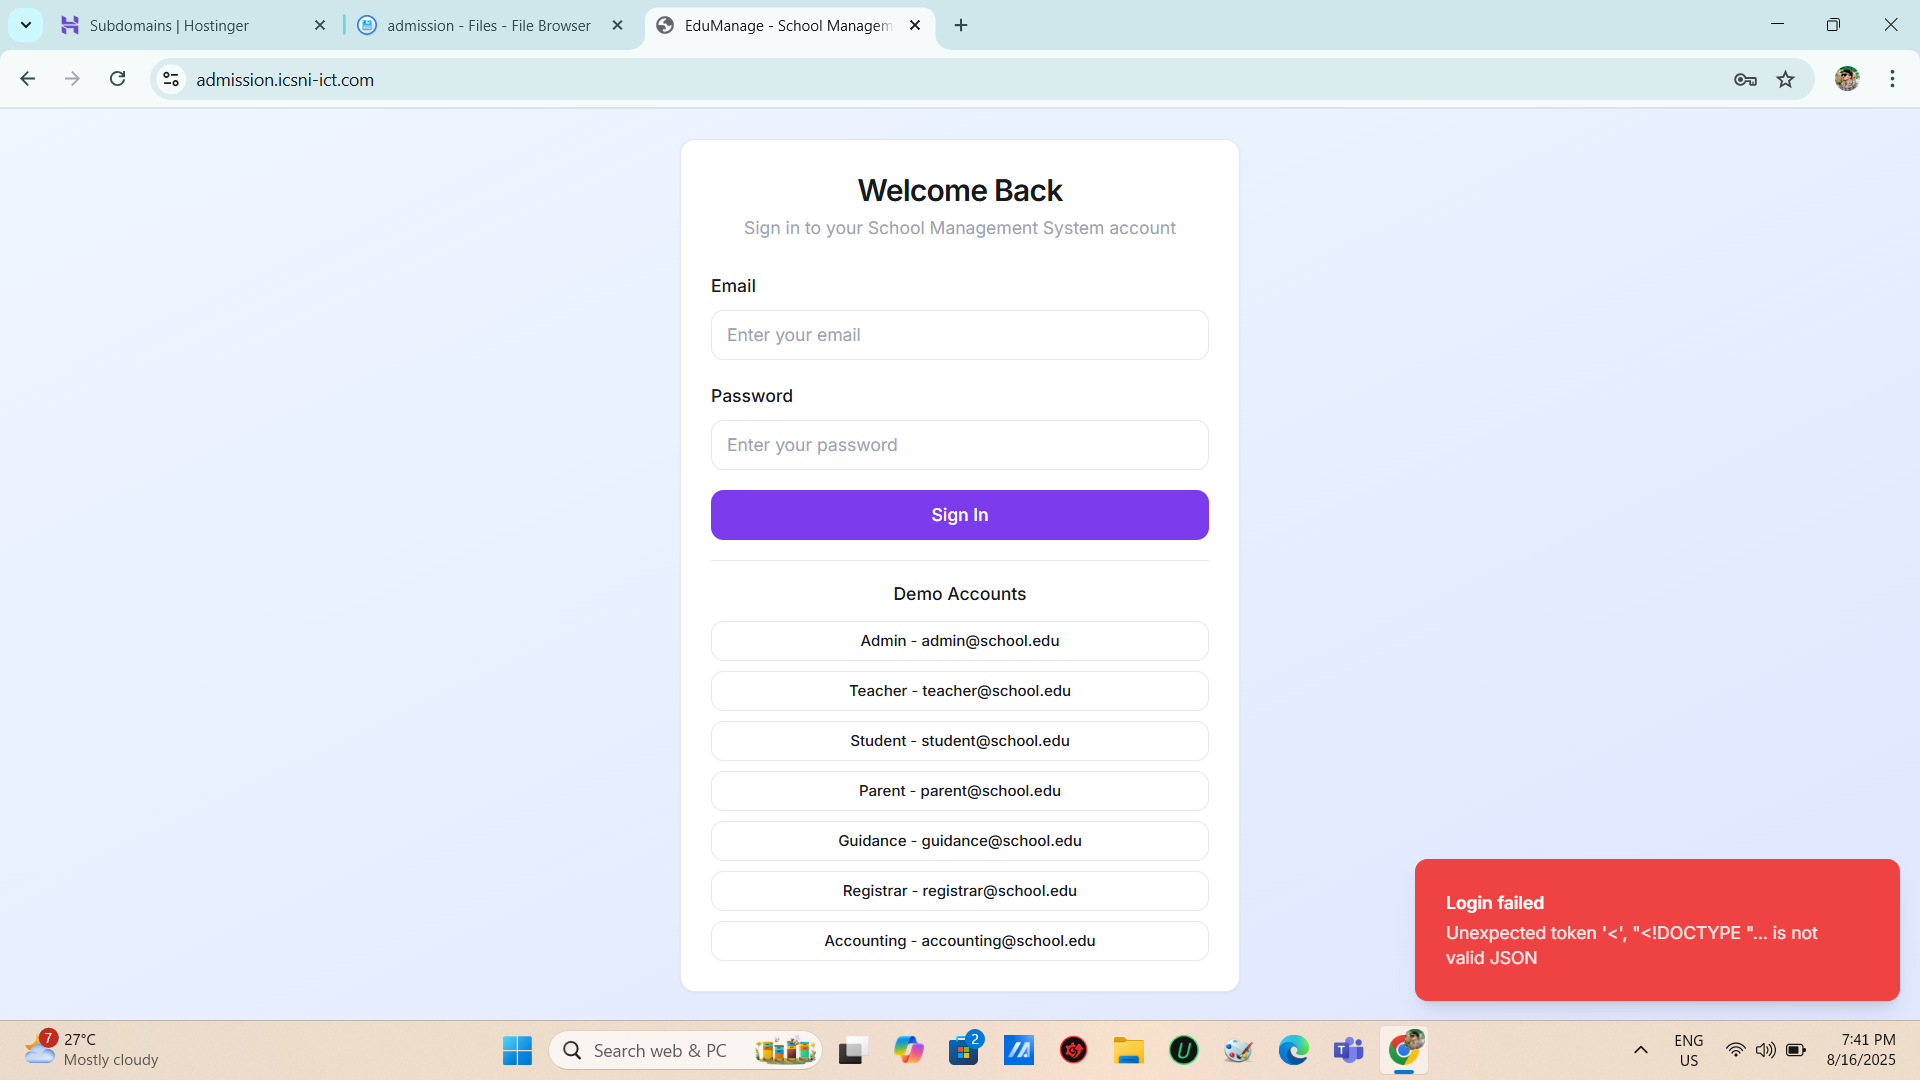 Subdomains | Hostinger
admission - Files - File Browser
EduManage - School Managem
admission.icsni-ict.com
Welcome Back
Sign in to your School Management System account
Email
Enter your email
Password
Enter your password
Sign In
Demo Accounts
Admin - admin@school.edu
Teacher - teacher@school.edu
Student - student@school.edu
Parent - parent@school.edu
Guidance - guidance@school.edu
Registrar - registrar@school.edu
Accounting - accounting@school.edu
Login failed
Unexpected token '<', "<!DOCTYPE "... is not
valid JSON
7
27°C
Mostly cloudy
Search web & PC
2
U
T
ENG
US
7:41 PM
8/16/2025